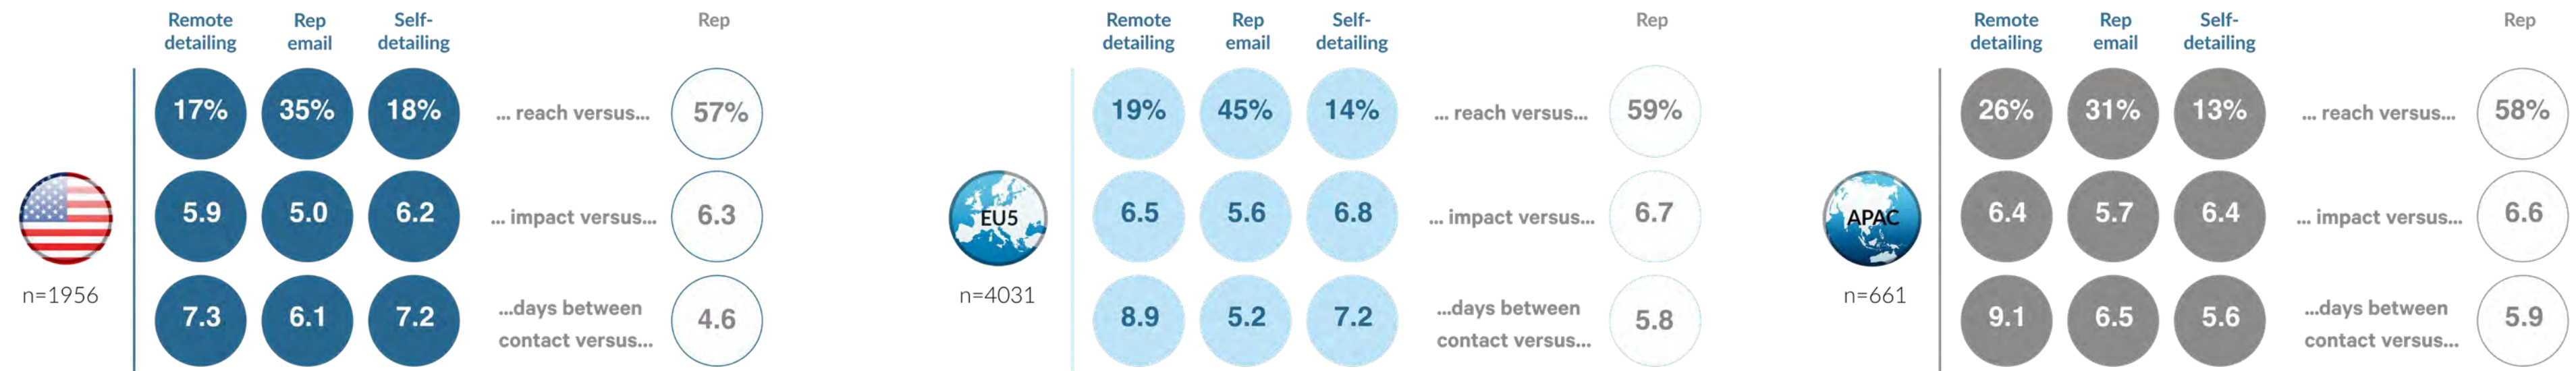 Remote detailing
Rep email
Self-detailing
Rep
17%
35%
18%
... reach versus...
57%
5.9
5.0
6.2
... impact versus...
6.3
7.3
6.1
7.2
...days between
contact versus...
4.6
n=1956
Remote detailing
Rep email
Self-detailing
Rep
19%
45%
14%
... reach versus...
59%
EU5
6.5
5.6
6.8
... impact versus...
6.7
8.9
5.2
7.2
...days between
contact versus...
5.8
n=4031
Remote detailing
Rep email
Self-detailing
Rep
26%
31%
13%
... reach versus...
58%
APAC
6.4
5.7
6.4
... impact versus...
6.6
9.1
6.5
5.6
...days between
contact versus...
5.9
n=661